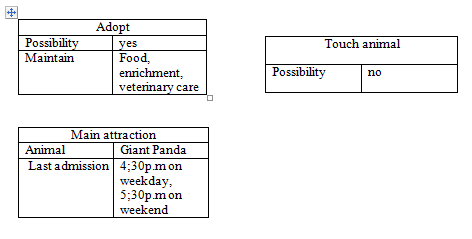 Adopt
Possibility yes
Maintain Food,
enrichment,
veterinary care
Touch animal
Possibility no
Main attraction
Animal Giant Panda
Last admission 4;30p.m on
weekday,
5;30p.m on
weekend